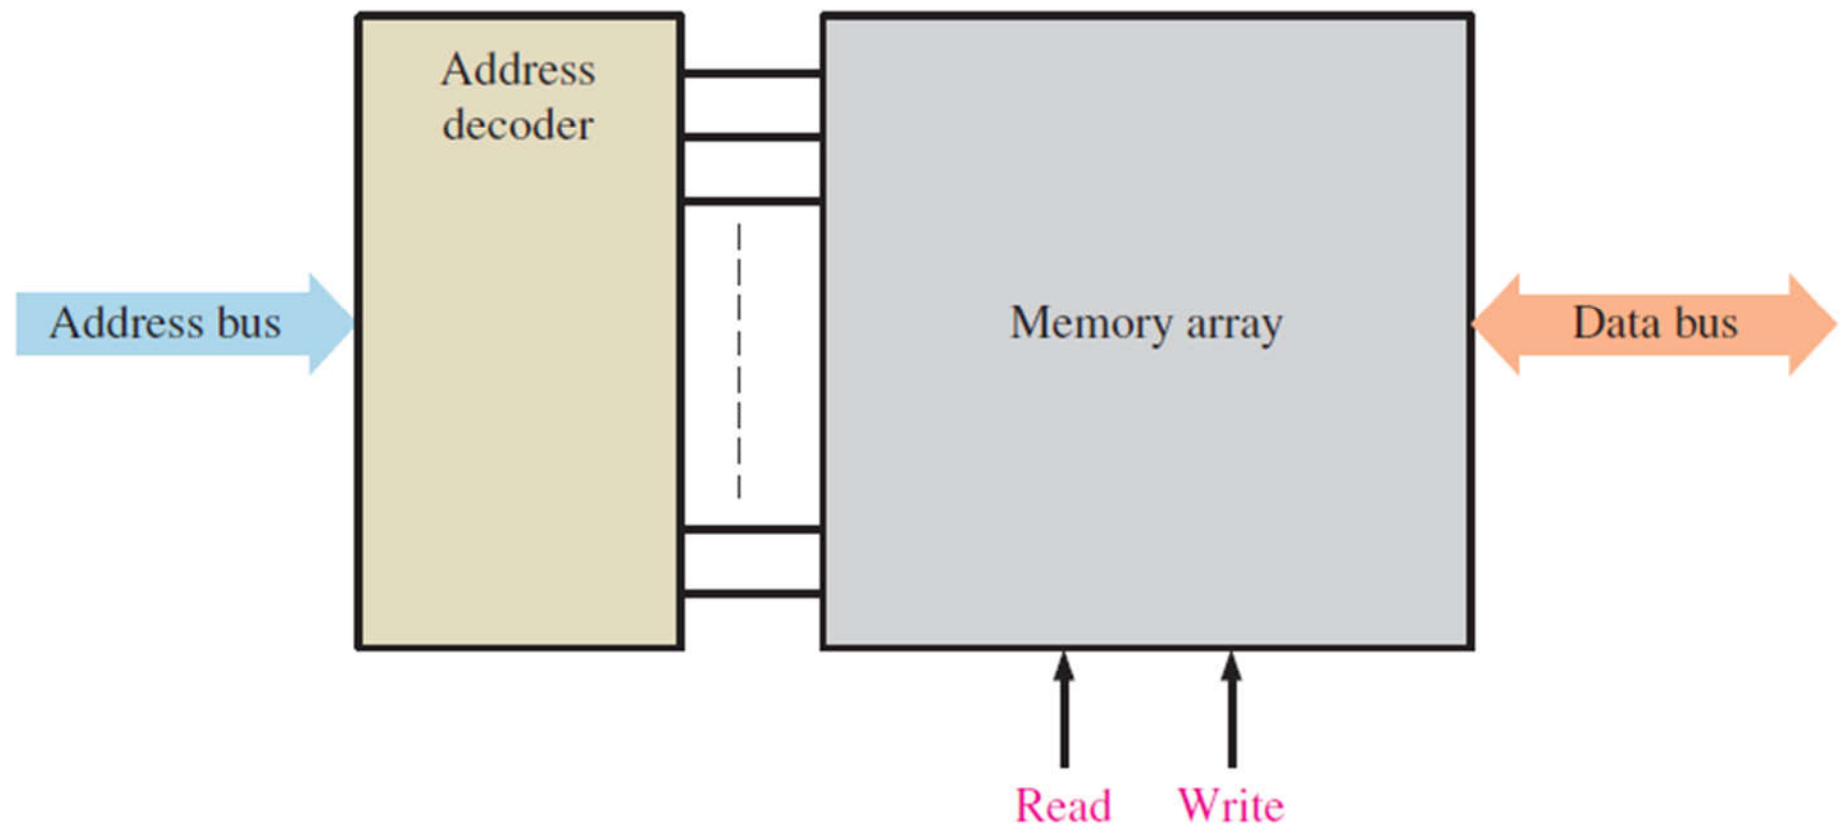 Address
decoder
Address bus
Memory array
Data bus
Read
Write